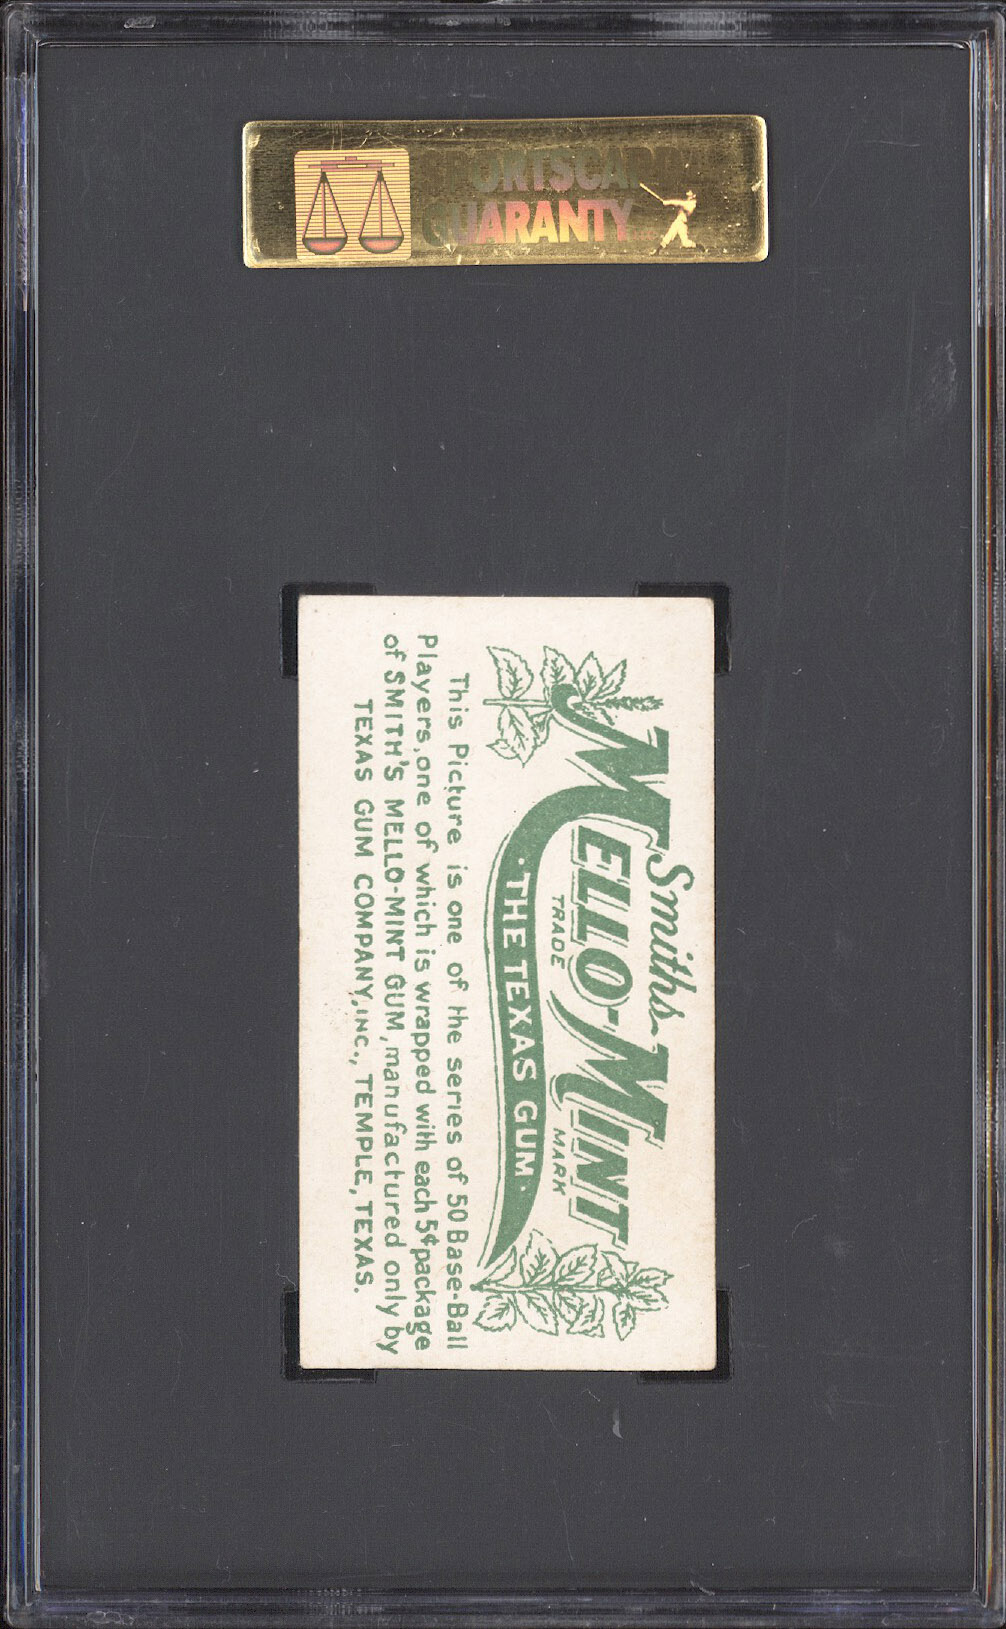 SPORTSCARD
GUARANTY
Smith's
MELLO-MINT
TRADE MARK
· THE TEXAS GUM ·
This Picture is one of the series of 50 Base-Ball
Players, one of which is wrapped with each 5¢ package
of SMITH'S MELLO-MINT GUM, manufactured only by
TEXAS GUM COMPANY, INC., TEMPLE, TEXAS.